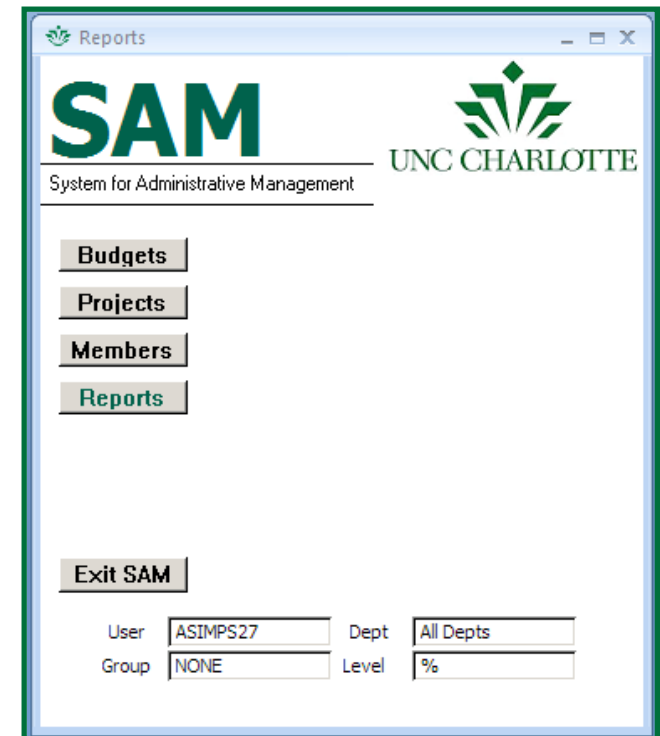 Reports
SAM
System for Administrative Management
UNC CHARLOTTE
Budgets
Projects
Members
Reports
Exit SAM
User ASIMPS27 Dept All Depts
Group NONE Level %